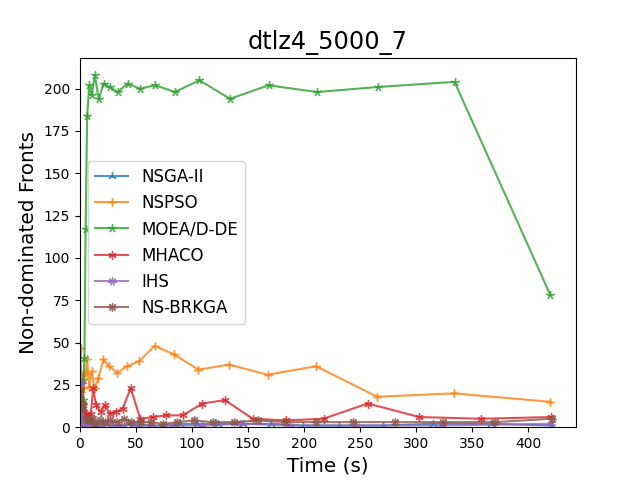 dtlz4_5000_7
Non-dominated Fronts
200
175
150
125
100
75
50
25
0
NSGA-II
NSPSO
MOEA/D-DE
MHACO
IHS
NS-BRKGA
0 50 100 150 200 250 300 350 400
Time (s)